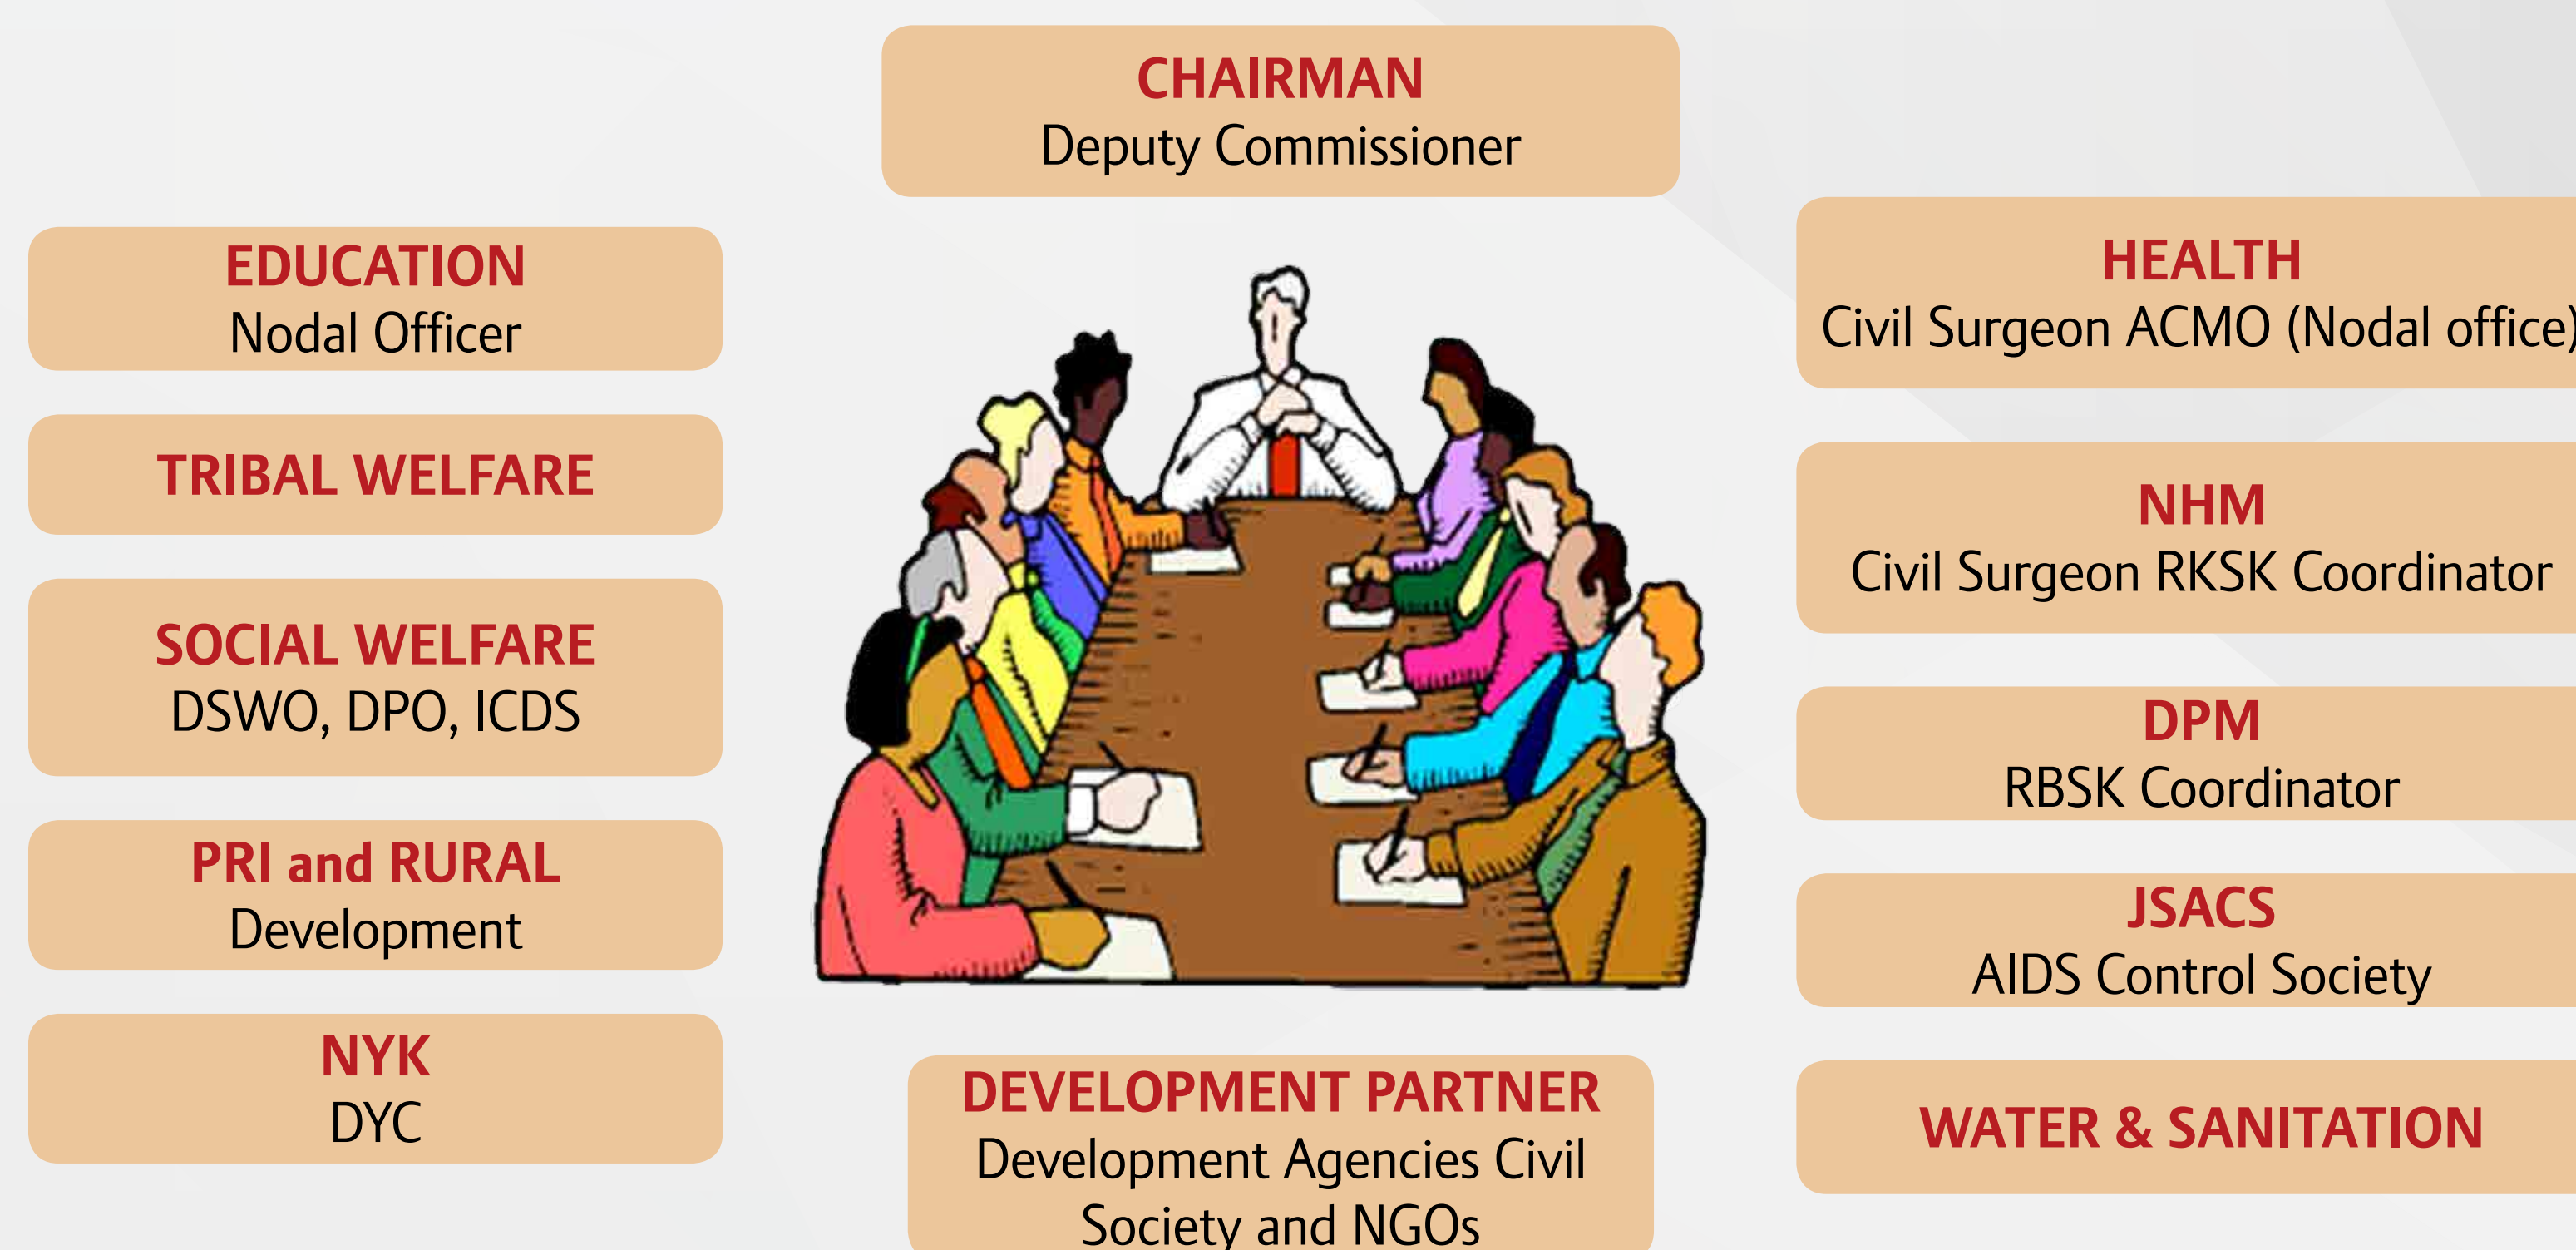 CHAIRMAN
Deputy Commissioner
EDUCATION
Nodal Officer
TRIBAL WELFARE
SOCIAL WELFARE
DSWO, DPO, ICDS
PRI and RURAL
Development
NYK
DYC
HEALTH
Civil Surgeon ACMO (Nodal office)
NHM
Civil Surgeon RKSK Coordinator
DPM
RBSK Coordinator
JSACS
AIDS Control Society
WATER & SANITATION
DEVELOPMENT PARTNER
Development Agencies Civil
Society and NGOs